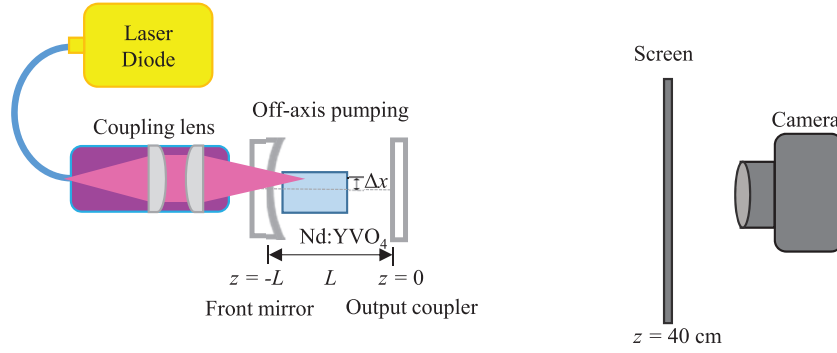 Laser
Diode
Screen
Off-axis pumping
Coupling lens
Camera
Δx
Nd:YVO₄
z = -L
L
z = 0
Front mirror
Output coupler
z = 40 cm